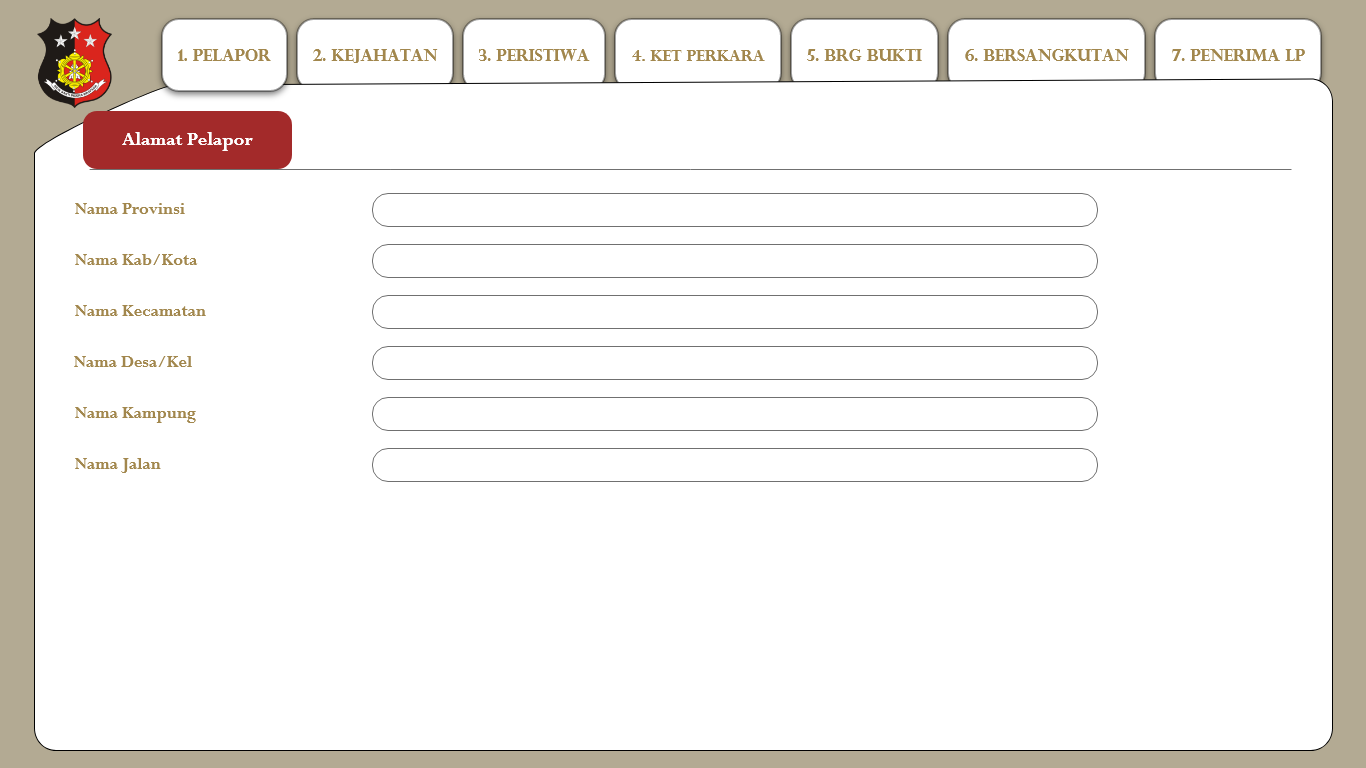 1. PELAPOR
2. KEJAHATAN
3. PERISTIWA
4. KET PERKARA
5. BRG BUKTI
6. BERSANGKUTAN
7. PENERIMA LP
Alamat Pelapor
Nama Provinsi
Nama Kab/Kota
Nama Kecamatan
Nama Desa/Kel
Nama Kampung
Nama Jalan